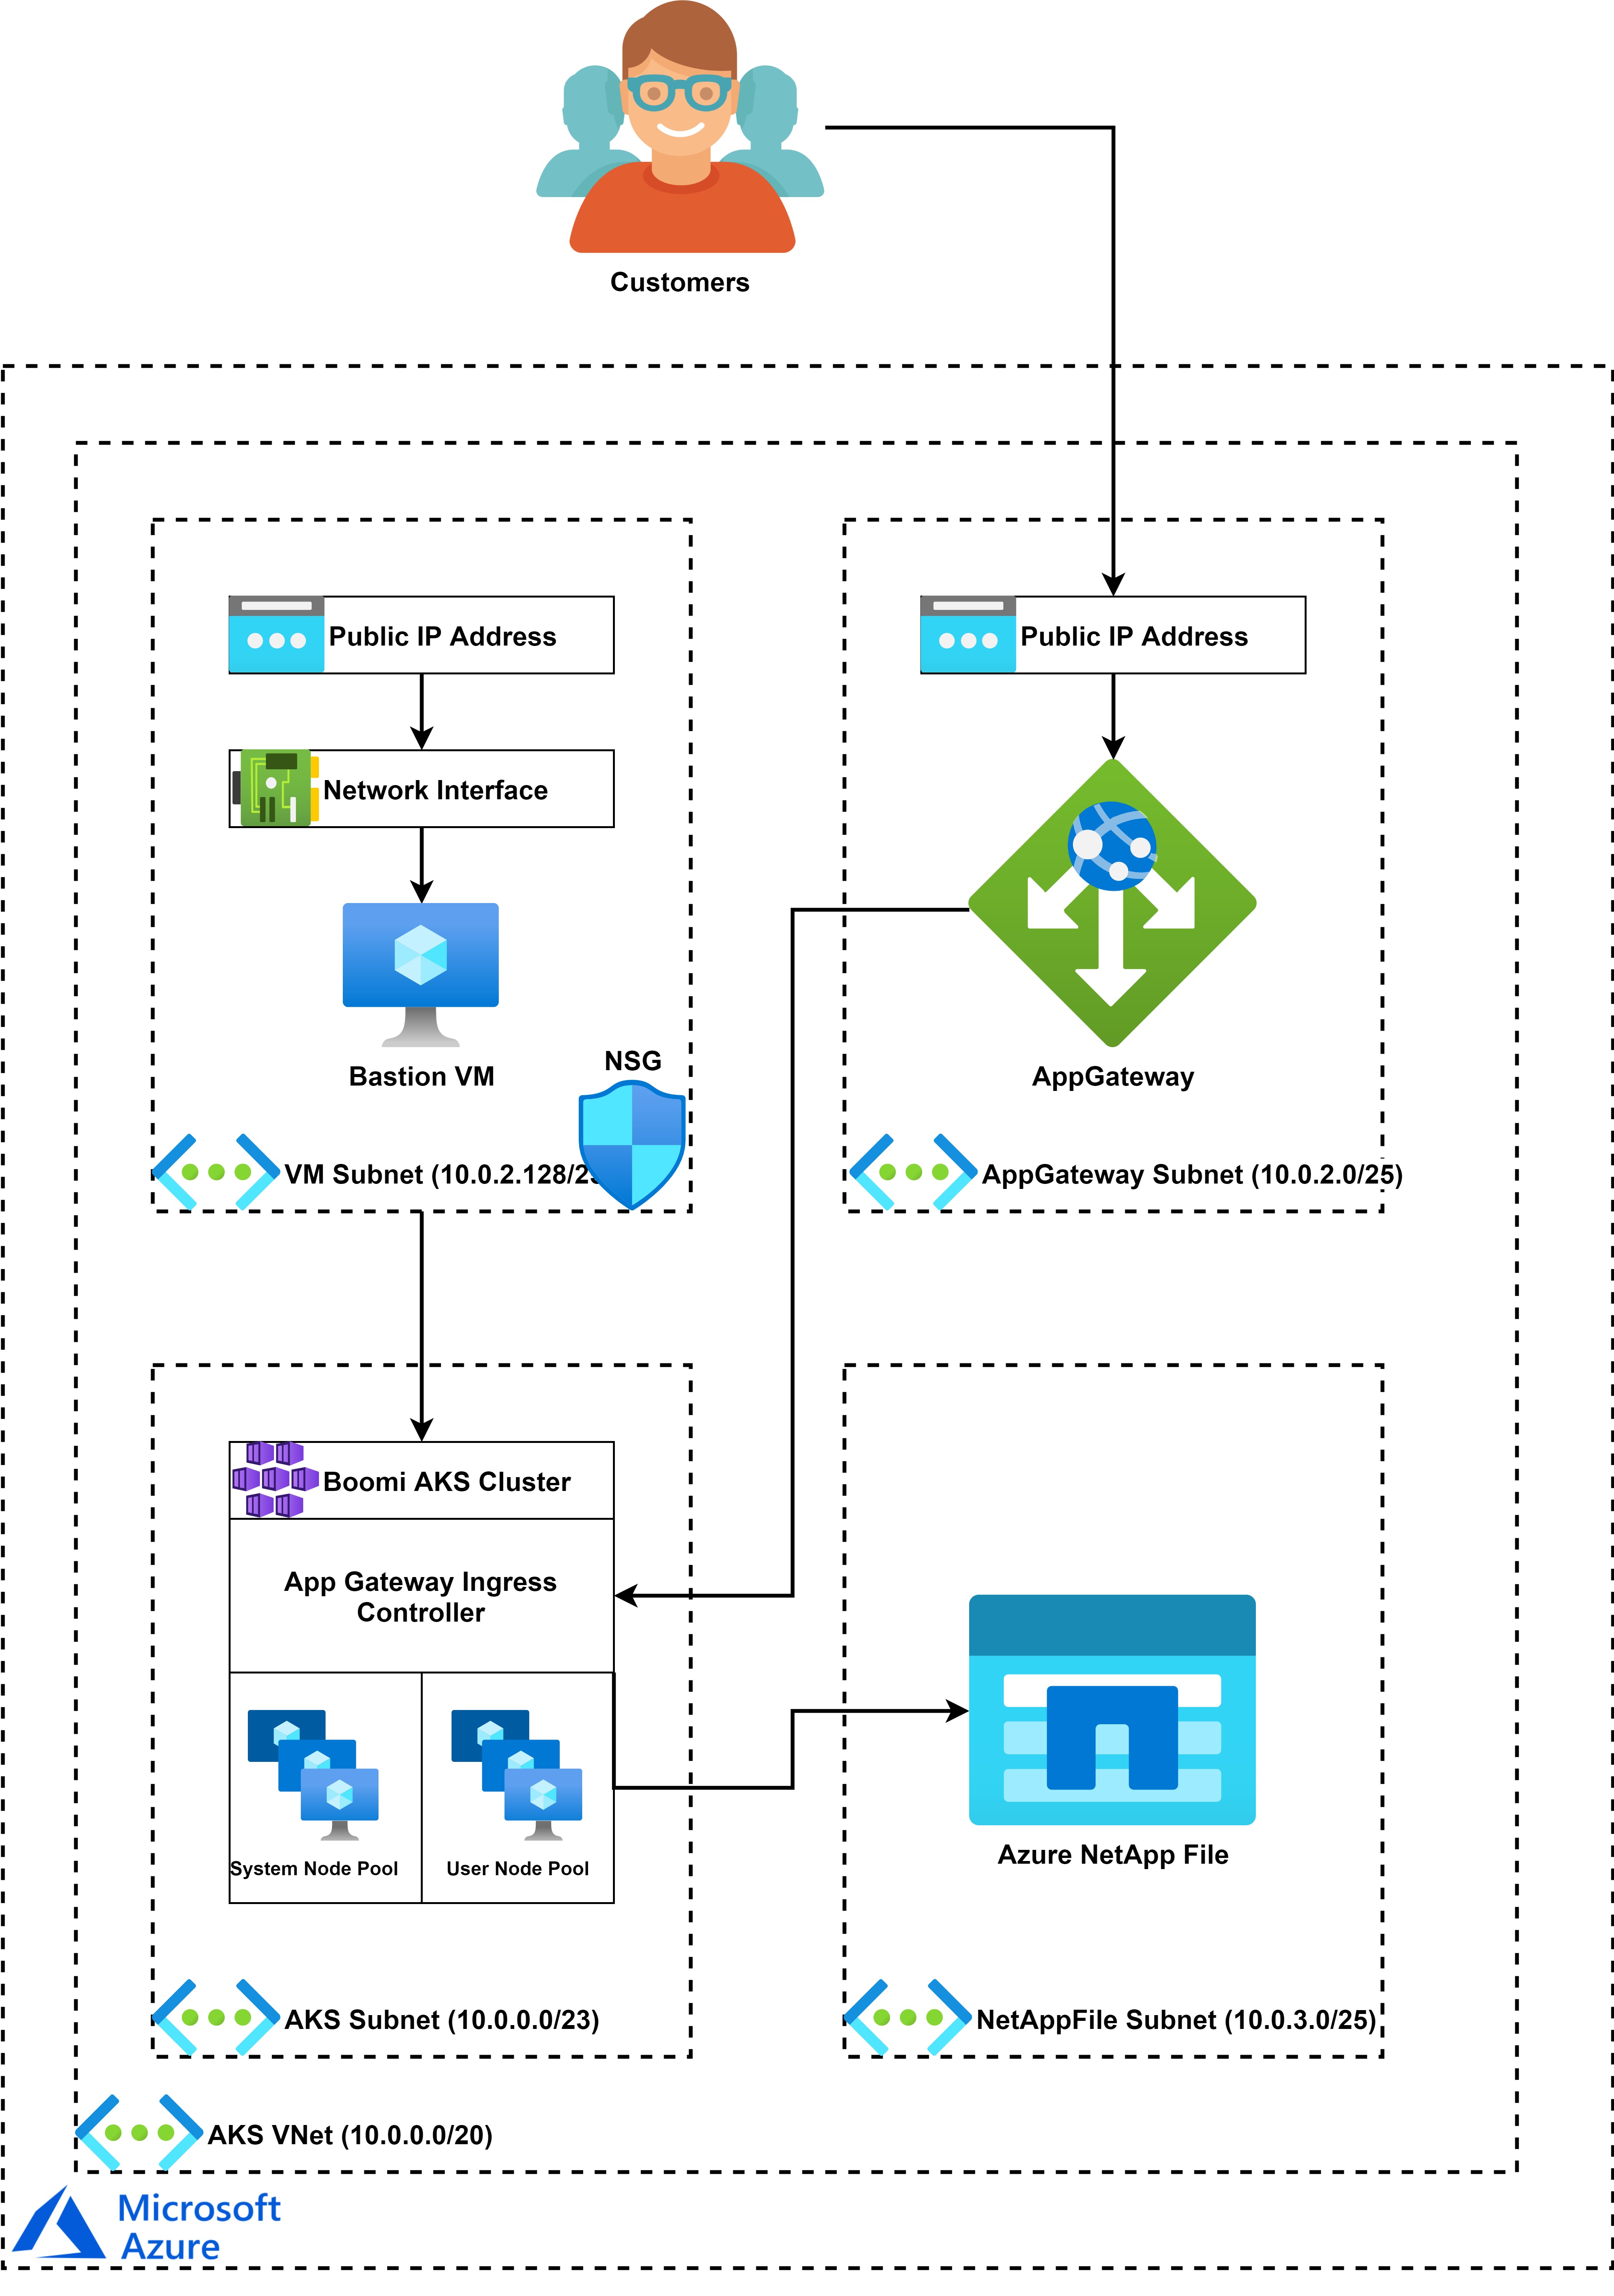 Customers
Public IP Address
Public IP Address
Network Interface
Bastion VM
NSG
AppGateway
VM Subnet (10.0.2.128/2
AppGateway Subnet (10.0.2.0/25)
Boomi AKS Cluster
App Gateway Ingress
Controller
System Node Pool
User Node Pool
Azure NetApp File
AKS Subnet (10.0.0.0/23)
NetAppFile Subnet (10.0.3.0/25)
AKS VNet (10.0.0.0/20)
Microsoft
Azure